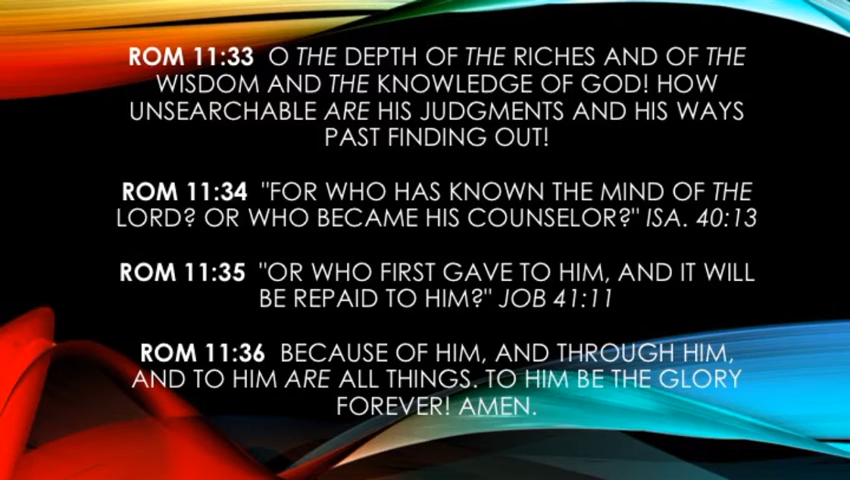 ROM 11:33 O THE DEPTH OF THE RICHES AND OF THE
WISDOM AND THE KNOWLEDGE OF GOD! HOW
UNSEARCHABLE ARE HIS JUDGMENTS AND HIS WAYS
PAST FINDING OUT!
ROM 11:34 "FOR WHO HAS KNOWN THE MIND OF THE
LORD? OR WHO BECAME HIS COUNSELOR?" ISA. 40:13
ROM 11:35 "OR WHO FIRST GAVE TO HIM, AND IT WILL
BE REPAID TO HIM?" JOB 41:11
ROM 11:36 BECAUSE OF HIM, AND THROUGH HIM,
AND TO HIM ARE ALL THINGS. TO HIM BE THE GLORY
FOREVER! AMEN.